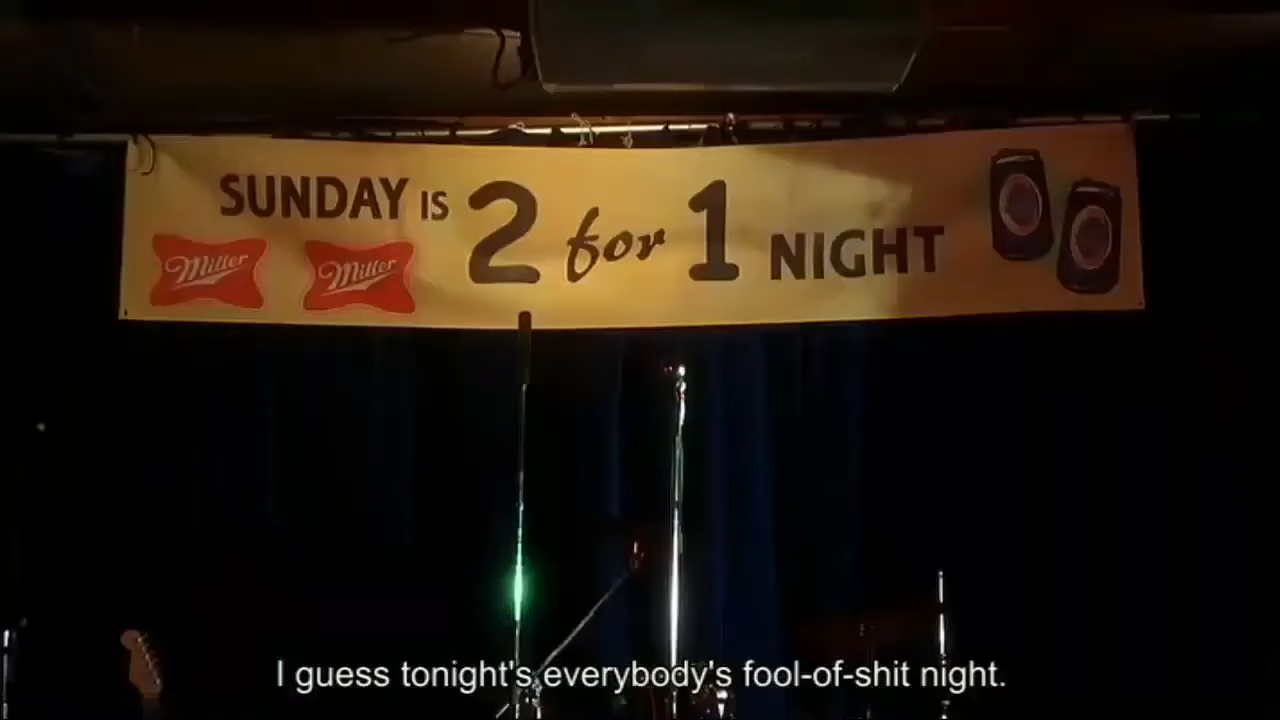 SUNDAY IS 2 for 1 NIGHT
Miller Miller
I guess tonight's everybody's fool-of-shit night.